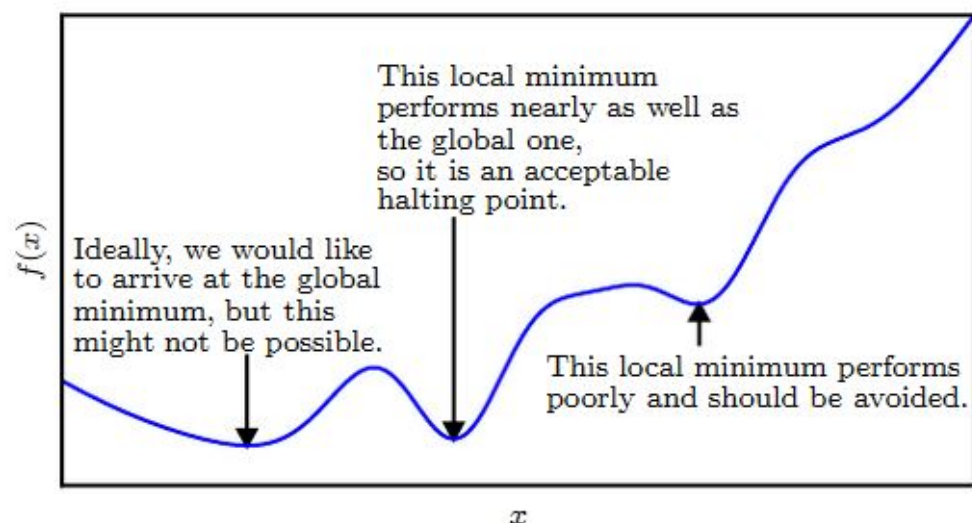 This local minimum
performs nearly as well as
the global one,
so it is an acceptable
halting point.
Ideally, we would like
to arrive at the global
minimum, but this
might not be possible.
This local minimum performs
poorly and should be avoided.
f(x)
x